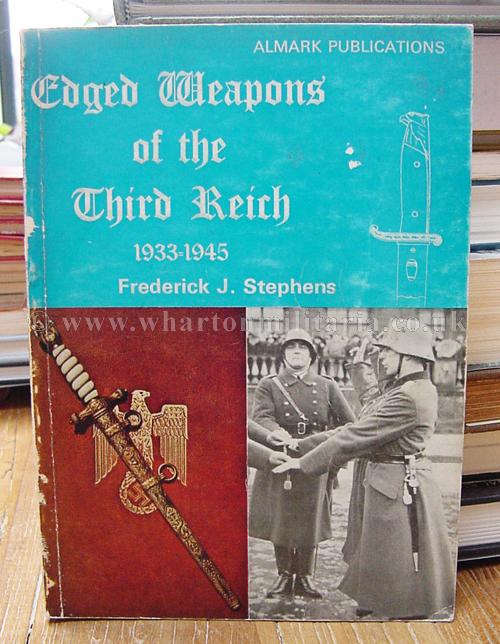 ALMARK PUBLICATIONS
Edged Weapons
of the
Third Reich
1933-1945
Frederick J. Stephens
© www.whartonmilitaria.co.uk